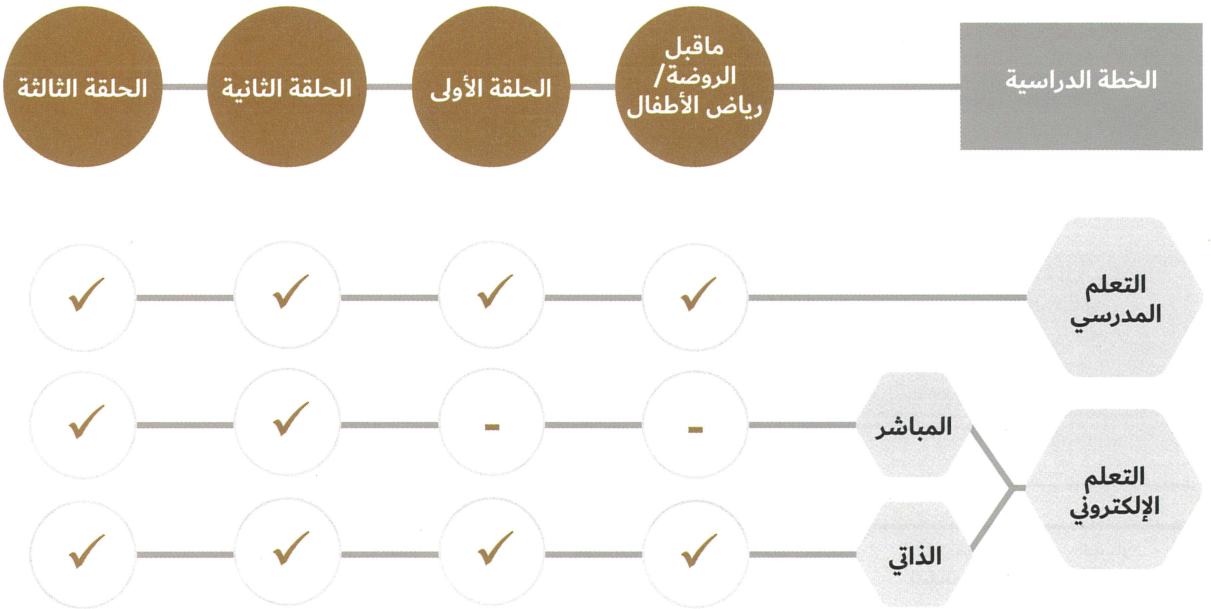 الخطة الدراسية
ماقبل
الروضة/
رياض الأطفال
الحلقة الأولى
الحلقة الثانية
الحلقة الثالثة
التعلم
المدرسي
✓ ✓ ✓ ✓
التعلم
الإلكتروني
المباشر
- - ✓ ✓
الذاتي
✓ ✓ ✓ ✓